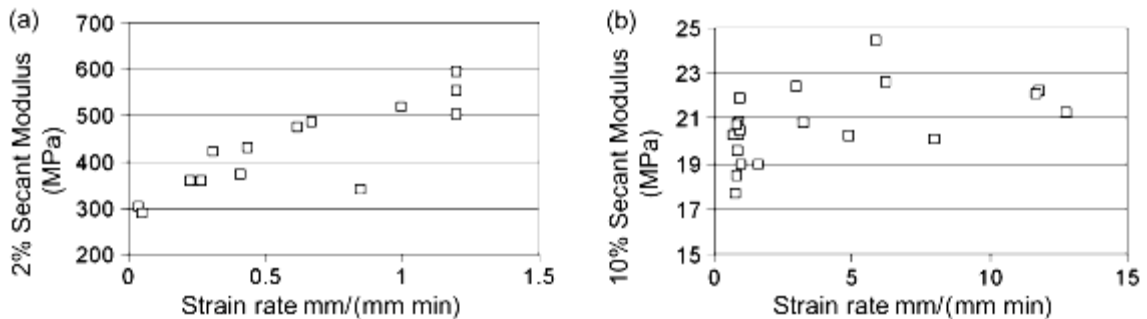 (a)
2% Secant Modulus
(MPa)
700
600
500
400
300
200
0
0.5
1
1.5
Strain rate mm/(mm min)
(b)
10% Secant Modulus
(MPa)
25
23
21
19
17
15
0
5
10
15
Strain rate mm/(mm min)